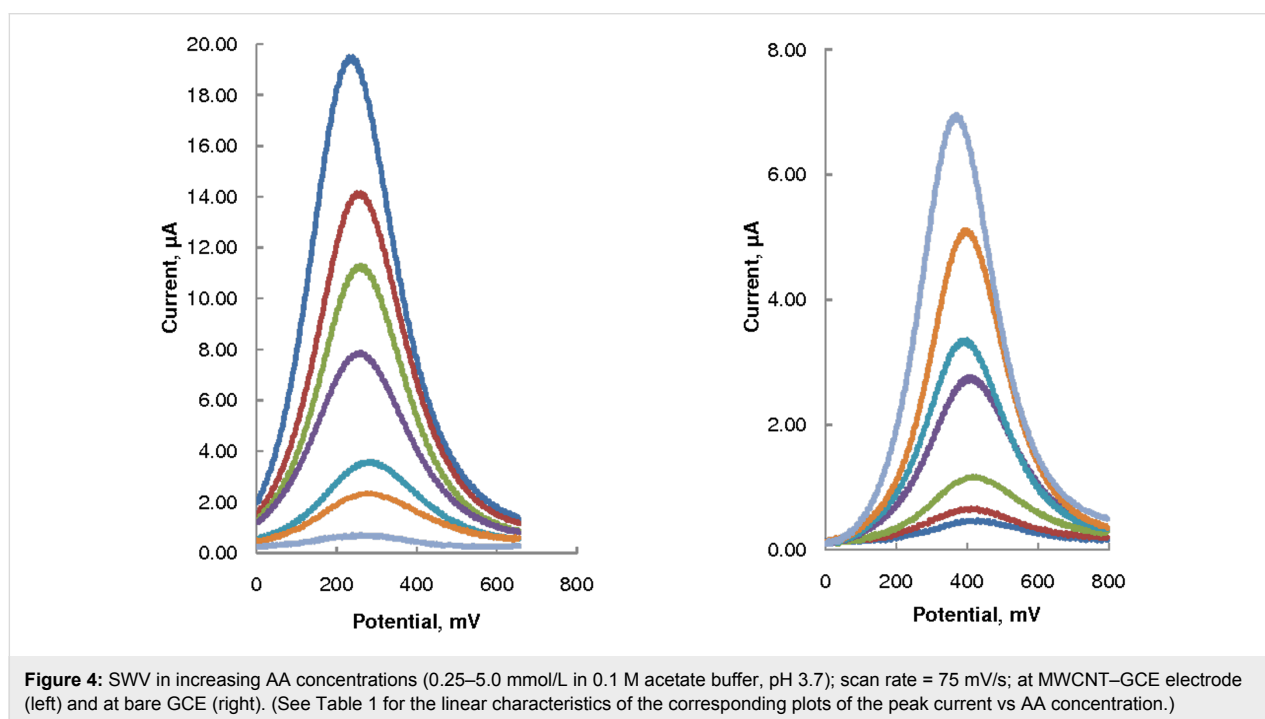 20.00
18.00
16.00
14.00
12.00
10.00
8.00
6.00
4.00
2.00
0.00
Current, µA
0 200 400 600 800
Potential, mV
8.00
6.00
4.00
2.00
0.00
Current, µA
0 200 400 600 800
Potential, mV
Figure 4: SWV in increasing AA concentrations (0.25–5.0 mmol/L in 0.1 M acetate buffer, pH 3.7); scan rate = 75 mV/s; at MWCNT–GCE electrode
(left) and at bare GCE (right). (See Table 1 for the linear characteristics of the corresponding plots of the peak current vs AA concentration.)